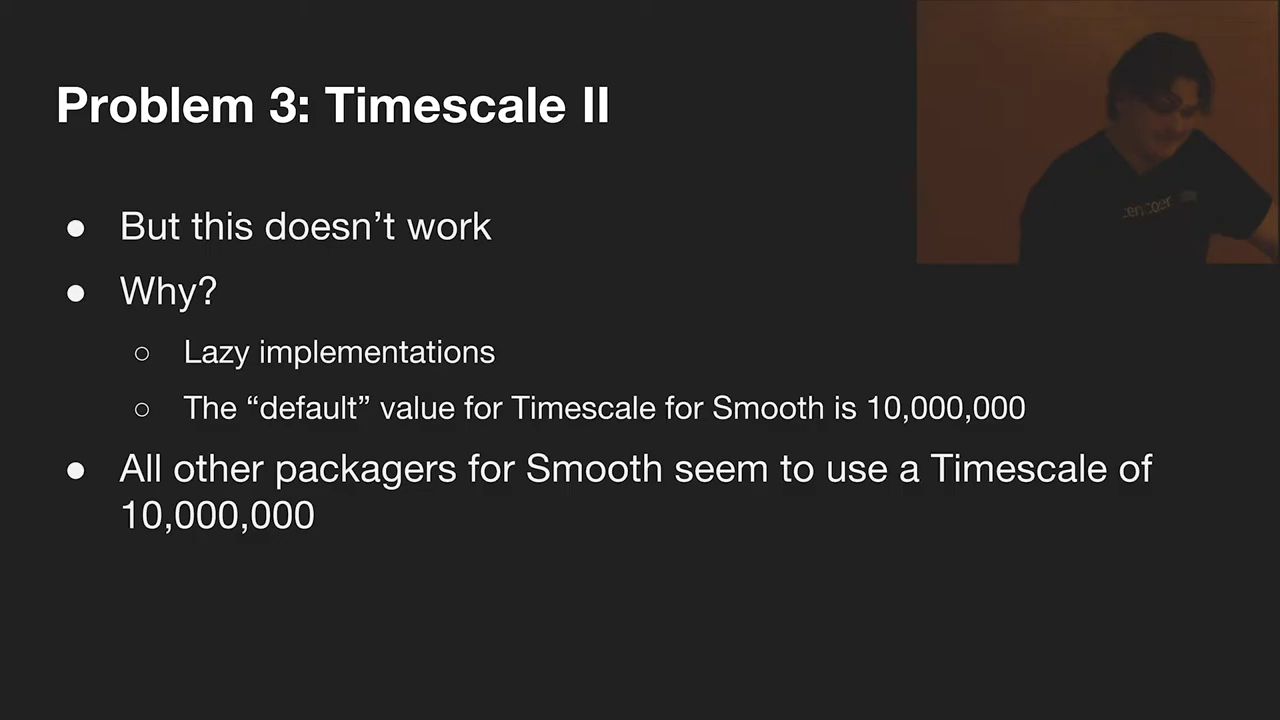 Problem 3: Timescale II
● But this doesn’t work
● Why?
○ Lazy implementations
○ The “default” value for Timescale for Smooth is 10,000,000
● All other packagers for Smooth seem to use a Timescale of
10,000,000